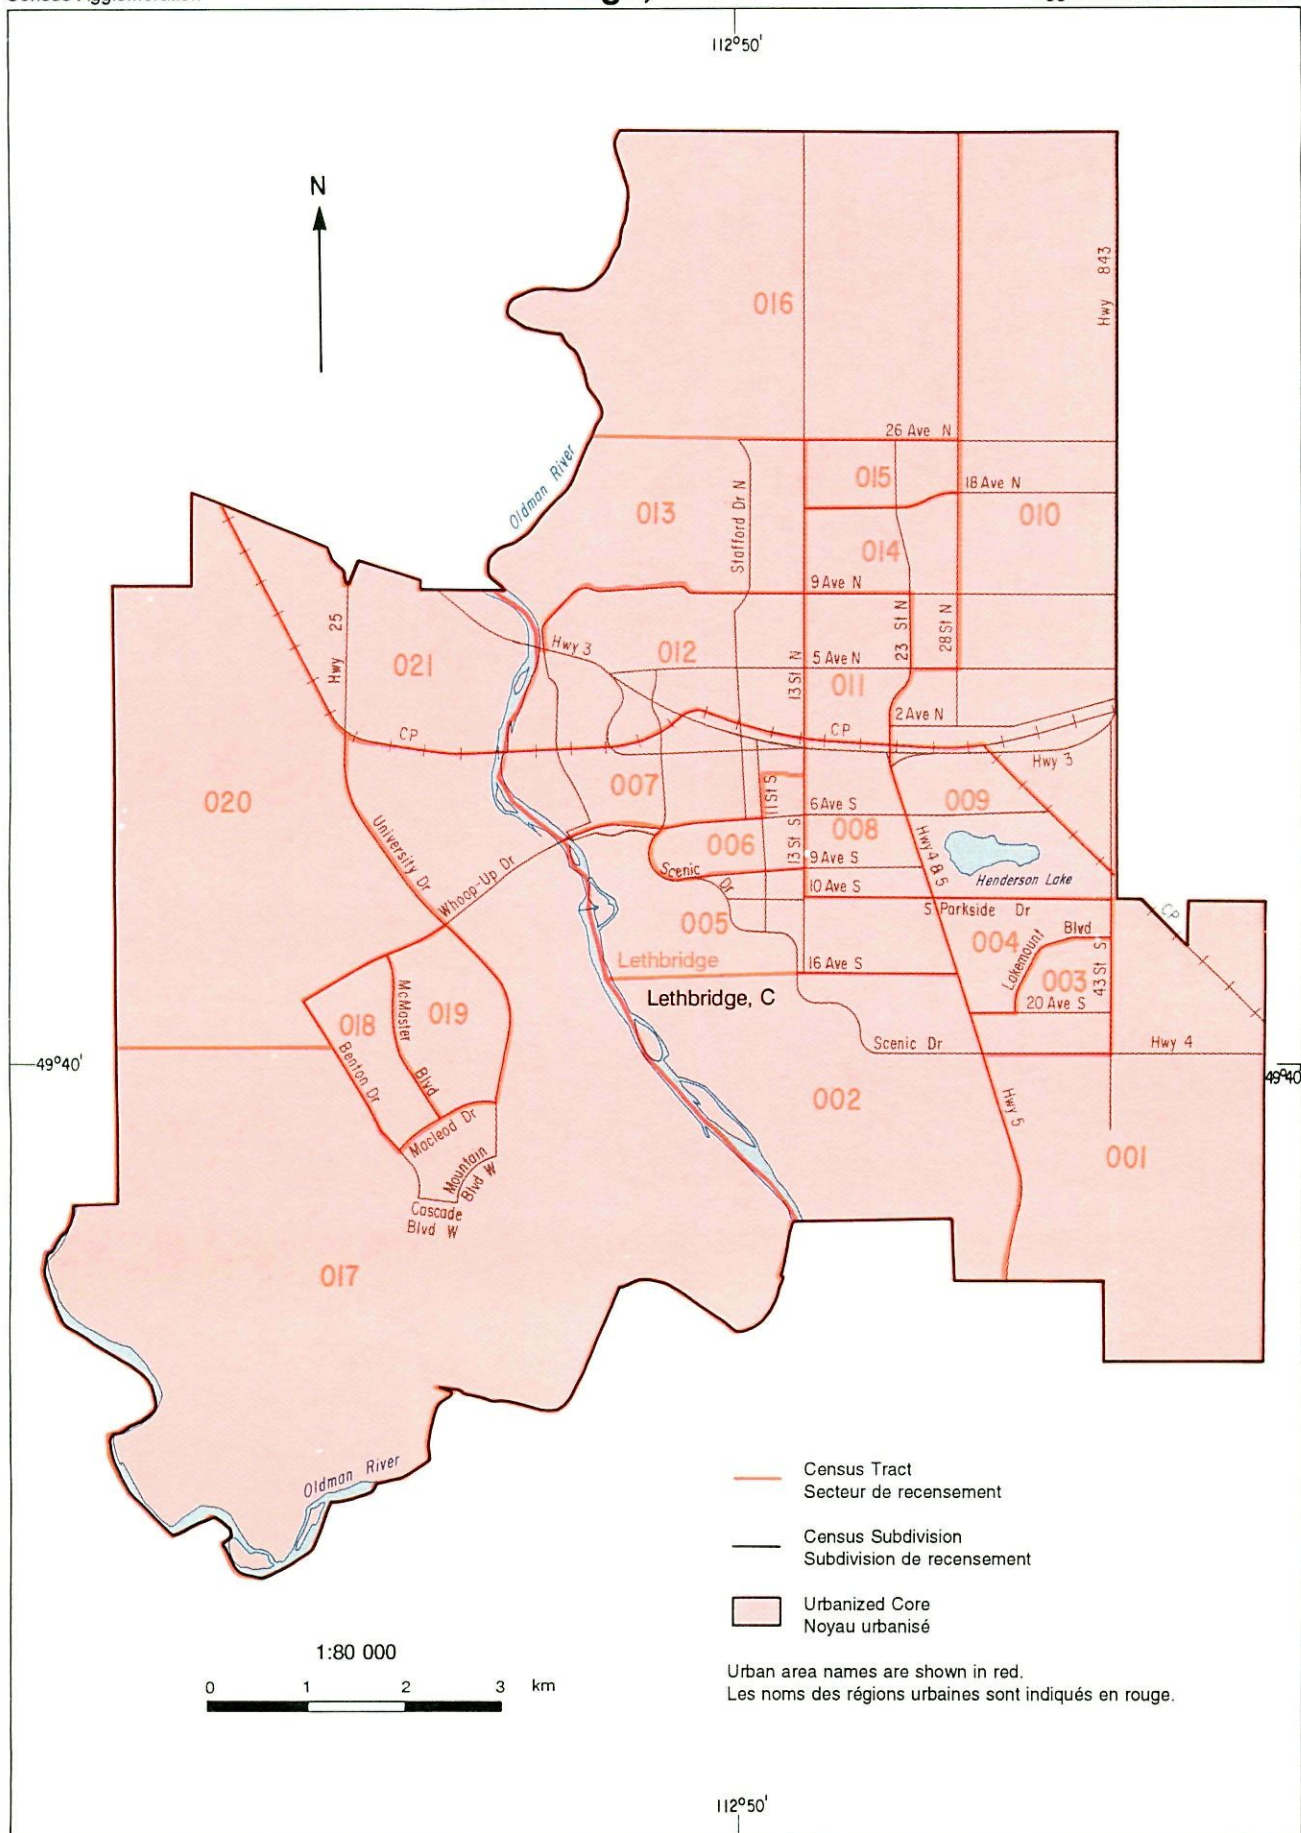 112°50'
N
Hwy 843
016
Oldman River
26 Ave N
015
18 Ave N
013
Stafford Dr N
010
014
9 Ave N
Hwy 25
23 St N
28 St N
Hwy 3
012
021
13 St N
5 Ave N
011
2 Ave N
CP
CP
Hwy 3
020
007
11 St S
009
6 Ave S
University Dr
006
13 St S
008
Hwy 4 & 5
Whoop-Up Dr
Scenic Dr
9 Ave S
Henderson Lake
10 Ave S
S Parkside Dr
CP
005
004
Lakemount Blvd
Lethbridge
16 Ave S
003
43 St S
McMaster Blvd
Lethbridge, C
20 Ave S
018
019
Scenic Dr
Hwy 4
49°40'
49°40'
Benton Dr
002
Hwy 5
Macleod Dr
Mountain
Blvd W
001
Cascade
Blvd W
017
Oldman River
Census Tract
Secteur de recensement
Census Subdivision
Subdivision de recensement
Urbanized Core
Noyau urbanisé
1:80 000
0 1 2 3 km
Urban area names are shown in red.
Les noms des régions urbaines sont indiqués en rouge.
112°50'